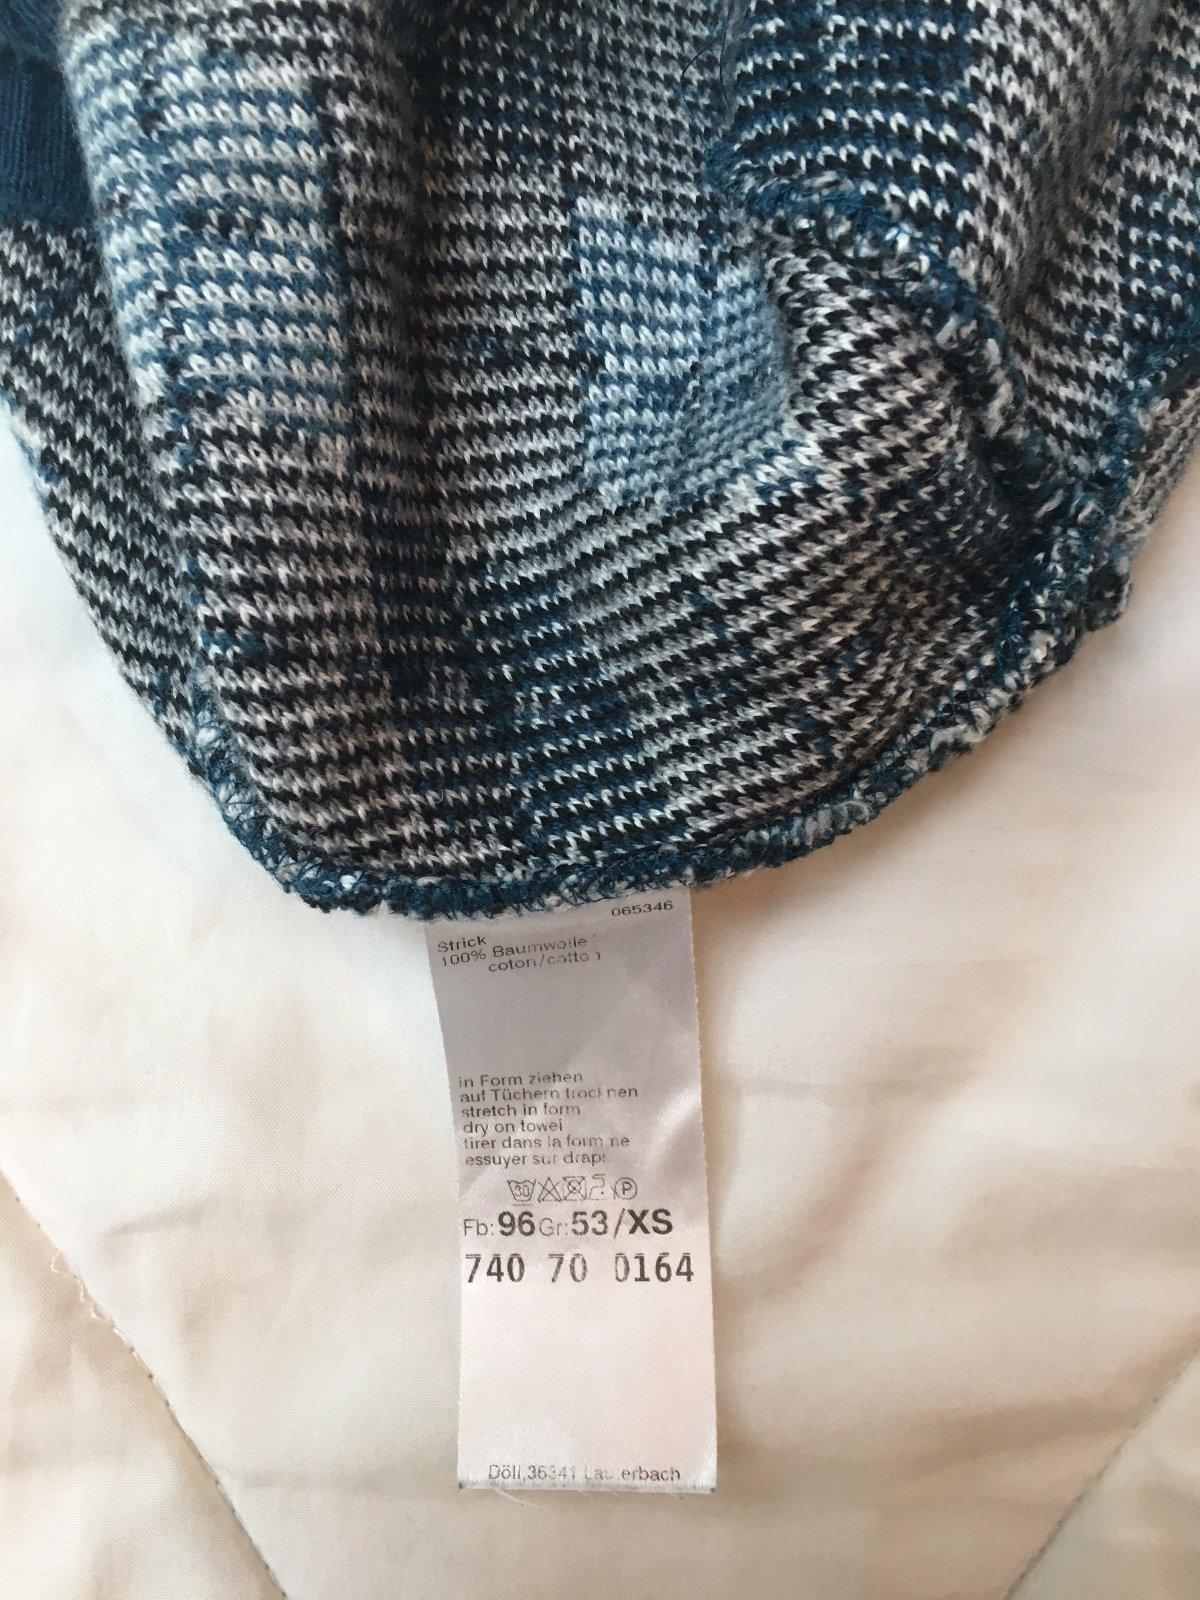 065346
Strick
100% Baumwolle
coton/cotton
in Form ziehen
auf Tüchern trocknen
stretch in form
dry on towel
tirer dans la forme
essuyer sur draps
30 P
Fb:96 Gr:53/XS
740 70 0164
Döll,36341 Lauterbach